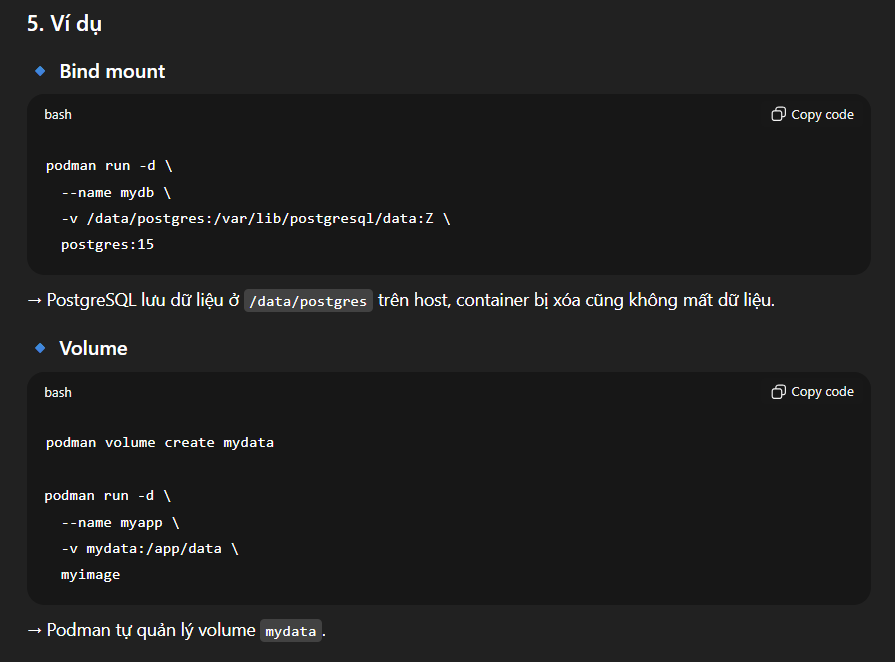 5. Ví dụ
Bind mount
bash
Copy code
podman run -d \
--name mydb \
-v /data/postgres:/var/lib/postgresql/data:Z \
postgres:15
→ PostgreSQL lưu dữ liệu ở /data/postgres trên host, container bị xóa cũng không mất dữ liệu.
Volume
bash
Copy code
podman volume create mydata
podman run -d \
--name myapp \
-v mydata:/app/data \
myimage
→ Podman tự quản lý volume mydata.